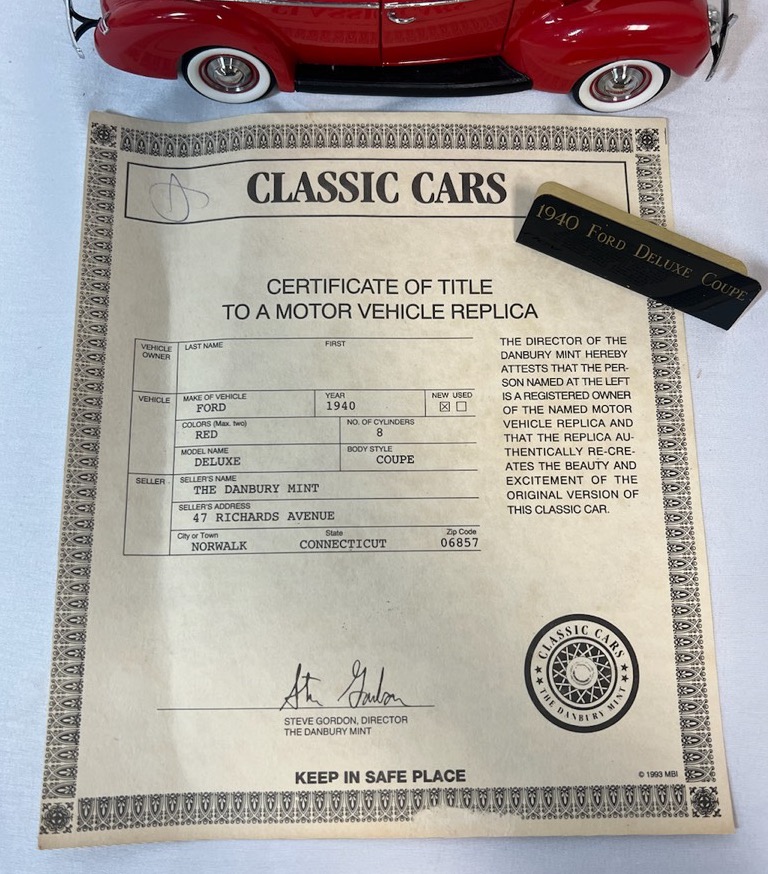 CLASSIC CARS
1940 FORD DELUXE COUPE
CERTIFICATE OF TITLE
TO A MOTOR VEHICLE REPLICA
VEHICLE OWNER
LAST NAME FIRST
VEHICLE
MAKE OF VEHICLE YEAR NEW USED
FORD 1940 ☒ ☐
COLORS (Max. two) NO. OF CYLINDERS
RED 8
MODEL NAME BODY STYLE
DELUXE COUPE
SELLER
SELLER'S NAME
THE DANBURY MINT
SELLER'S ADDRESS
47 RICHARDS AVENUE
City or Town State Zip Code
NORWALK CONNECTICUT 06857
THE DIRECTOR OF THE
DANBURY MINT HEREBY
ATTESTS THAT THE PER-
SON NAMED AT THE LEFT
IS A REGISTERED OWNER
OF THE NAMED MOTOR
VEHICLE REPLICA AND
THAT THE REPLICA AU-
THENTICALLY RE-CRE-
ATES THE BEAUTY AND
EXCITEMENT OF THE
ORIGINAL VERSION OF
THIS CLASSIC CAR.
CLASSIC CARS
THE DANBURY MINT
Steve Gordon
STEVE GORDON, DIRECTOR
THE DANBURY MINT
KEEP IN SAFE PLACE
© 1993 MBI